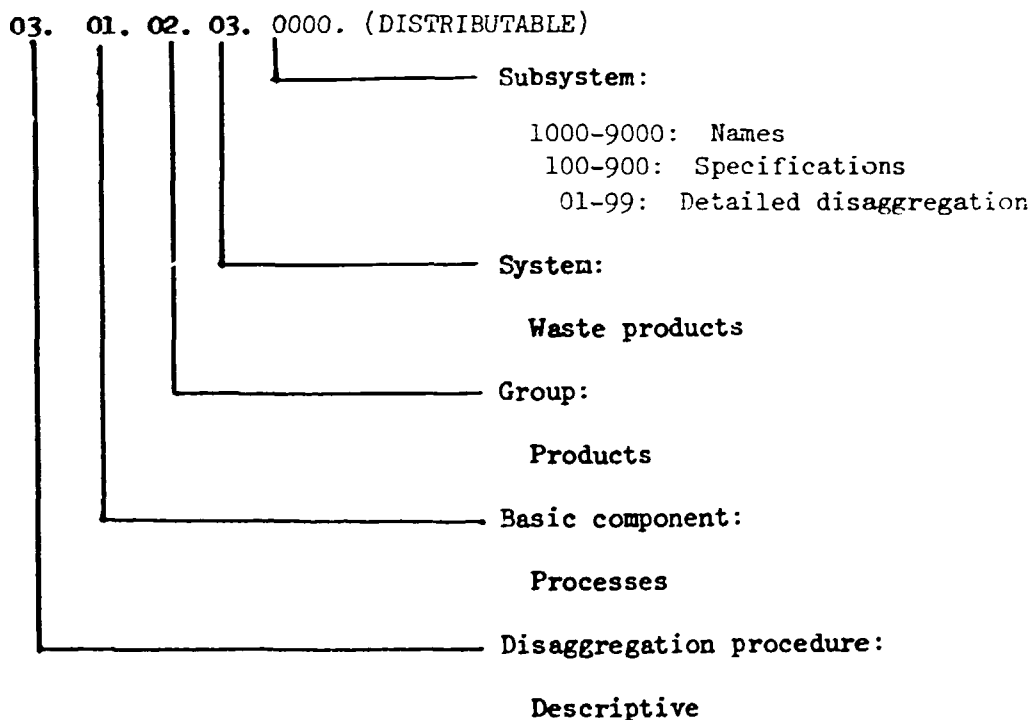 03. 01. 02. 03. 0000. (DISTRIBUTABLE)
Subsystem:
1000-9000: Names
100-900: Specifications
01-99: Detailed disaggregation
System:
Waste products
Group:
Products
Basic component:
Processes
Disaggregation procedure:
Descriptive